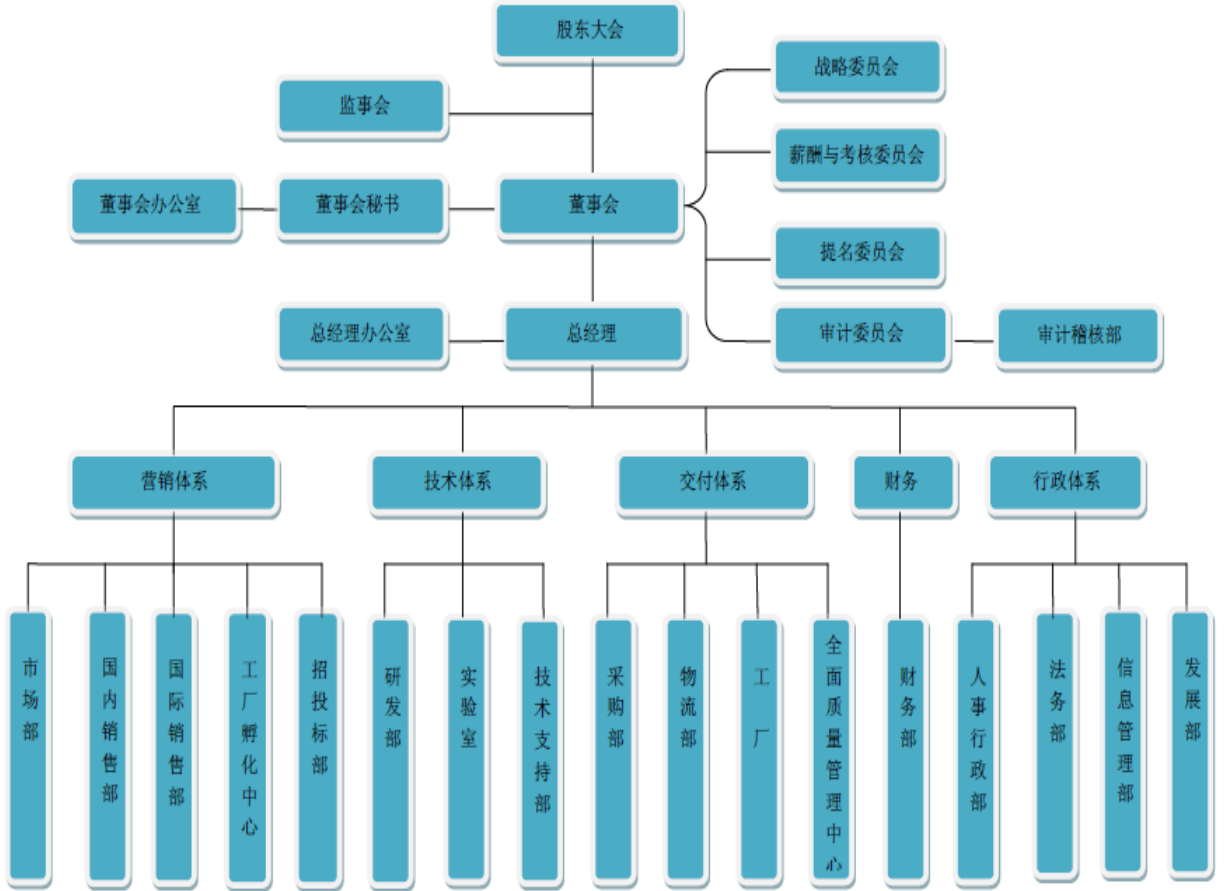 股东大会
战略委员会
监事会
薪酬与考核委员会
董事会办公室
董事会秘书
董事会
提名委员会
总经理办公室
总经理
审计委员会
审计稽核部
营销体系
技术体系
交付体系
财务
行政体系
市场部
国内销售部
国际销售部
工厂孵化中心
招投标部
研发部
实验室
技术支持部
采购部
物流部
工厂
全面质量管理中心
财务部
人事行政部
法务部
信息管理部
发展部